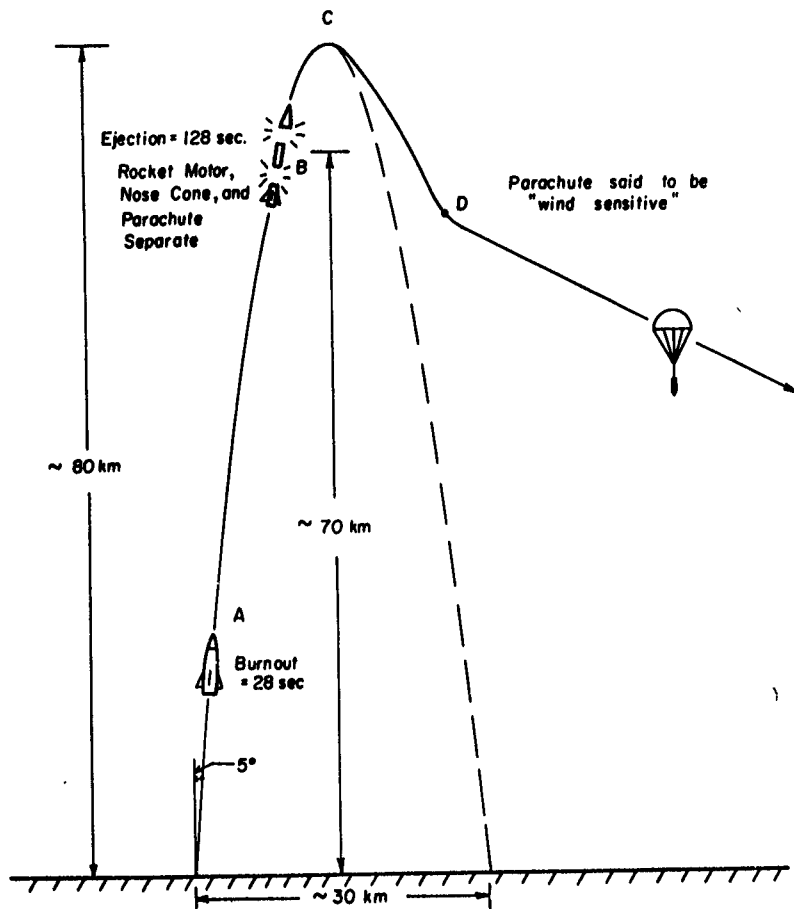 C
Ejection = 128 sec.
Rocket Motor,
Nose Cone, and
Parachute
Separate
B
Parachute said to be
"wind sensitive"
D
~ 80 km
~ 70 km
A
Burnout
= 28 sec
5°
~ 30 km